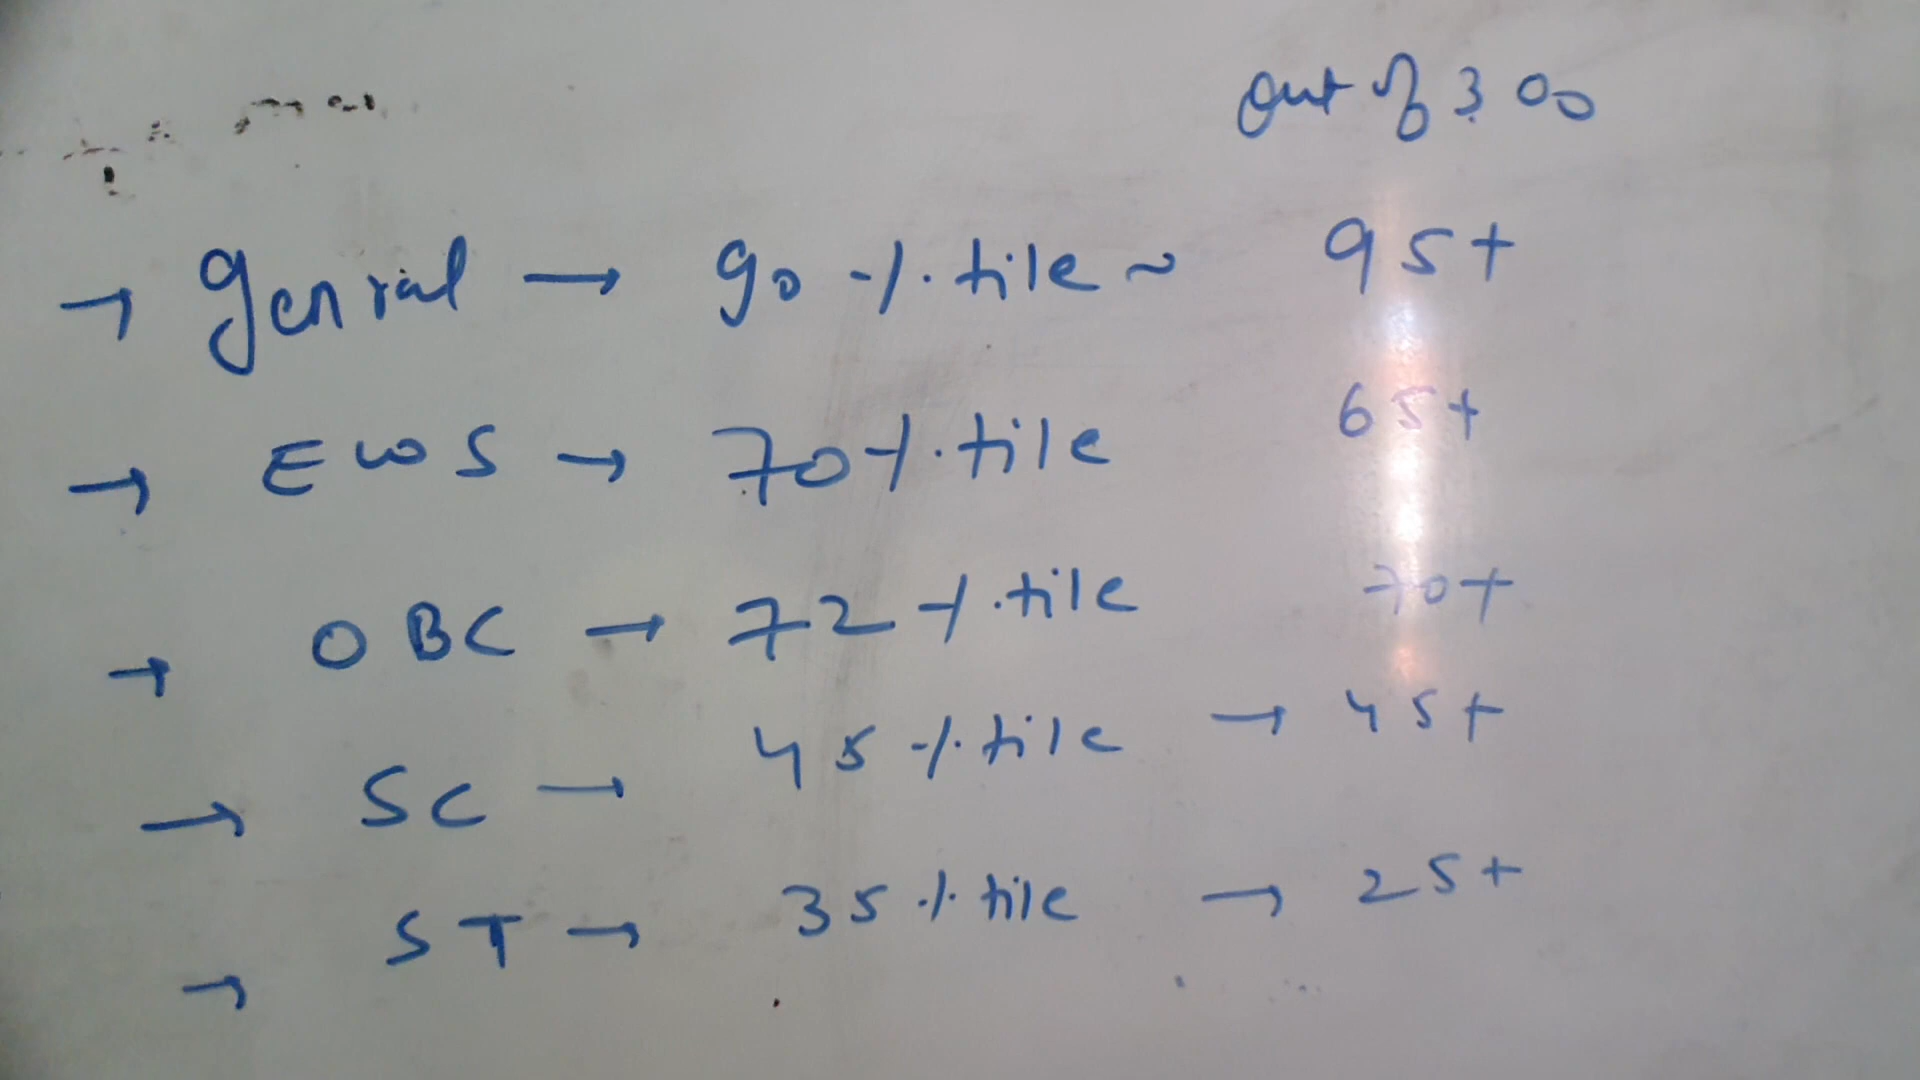 out of 300
→ genral → 90 %.tile ~ 95+
→ EWS → 70 %.tile 65+
→ OBC → 72 %.tile 70+
→ SC → 45 %.tile → 45+
→ ST → 35 %.tile → 25+